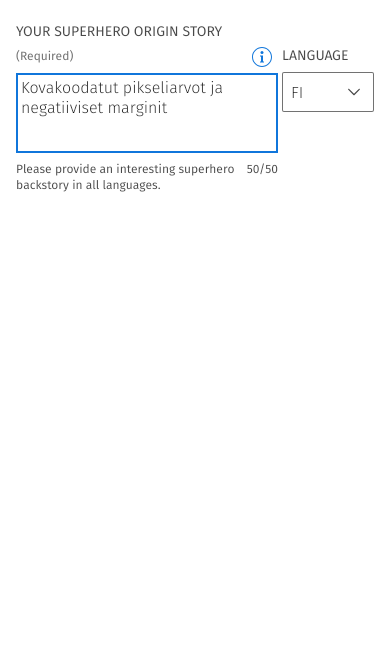 YOUR SUPERHERO ORIGIN STORY
(Required)
LANGUAGE
Kovakoodatut pikseliarvot ja
negatiiviset marginit
FI
Please provide an interesting superhero 50/50
backstory in all languages.